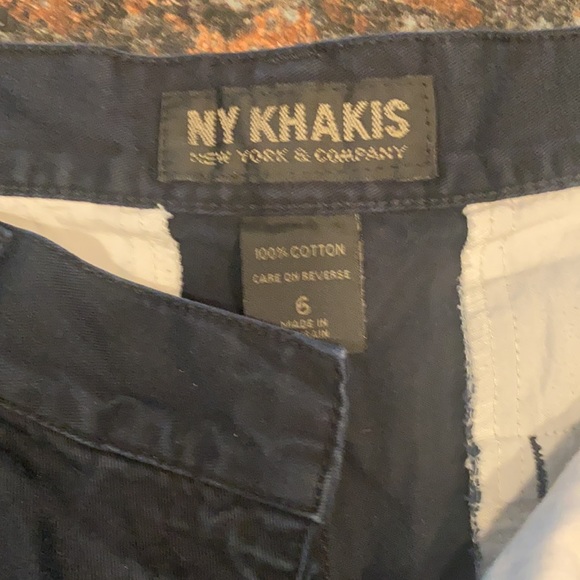 NY KHAKIS
NEW YORK & COMPANY
100% COTTON
CARE ON REVERSE
6
MADE IN